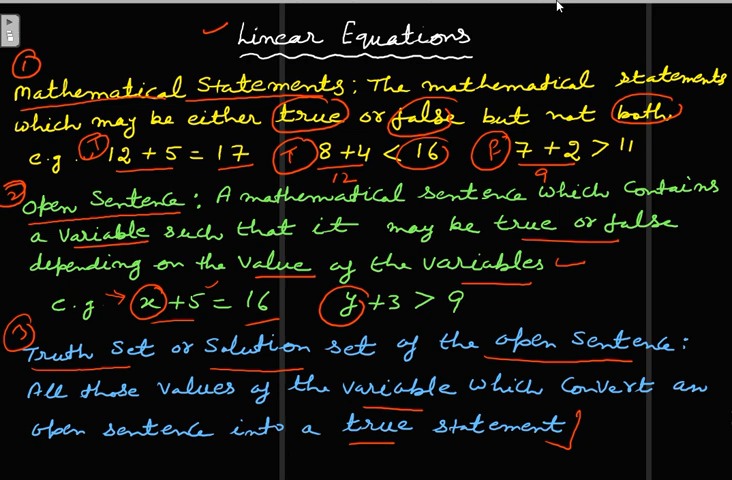 Linear Equations
1
Mathematical Statements: The mathematical statements
which may be either true or false but not both.
e.g. T 12 + 5 = 17 T 8 + 4 < 16 F 7 + 2 > 11
12 9
2
Open Sentence: A mathematical sentence which contains
a variable such that it may be true or false
depending on the value of the variables
e.g. → x + 5 = 16 y + 3 > 9
3
Truth Set or Solution set of the open Sentence:
All those values of the variable which convert an
open sentence into a true statement